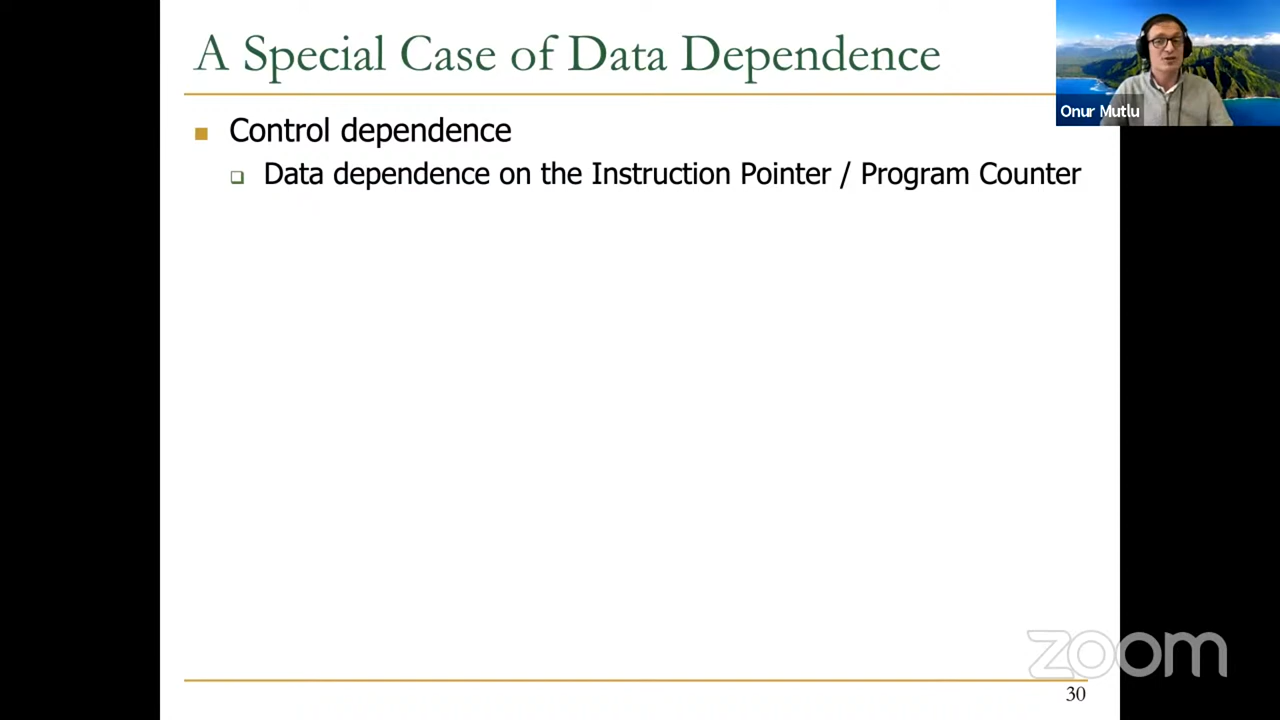 A Special Case of Data Dependence
Onur Mutlu
Control dependence
Data dependence on the Instruction Pointer / Program Counter
zoom
30